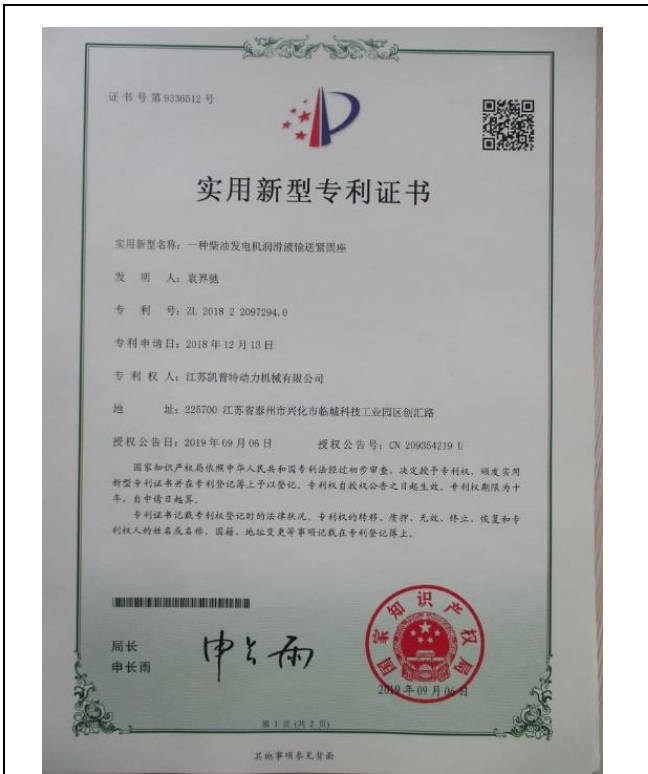 证书号第9336512号
实用新型专利证书
实用新型名称：一种柴油发电机润滑液输送紧固座
发 明 人：袁界驰
专 利 号：ZL 2018 2 2097294.0
专利申请日：2018年12月13日
专 利 权 人：江苏凯普特动力机械有限公司
地 址：225700 江苏省泰州市兴化市临城科技工业园区创汇路
授权公告日：2019年09月06日 授权公告号：CN 209354219 U
国家知识产权局依照中华人民共和国专利法经过初步审查，决定授予专利权，颁发实用
新型专利证书并在专利登记簿上予以登记。专利权自授权公告之日起生效。专利权期限为十
年，自申请日起算。
专利证书记载专利权登记时的法律状况。专利权的转移、质押、无效、终止、恢复和专
利权人的姓名或名称、国籍、地址变更等事项记载在专利登记簿上。
局长
申长雨
申长雨
国家知识产权局
2019年09月06日
第 1 页 (共 2 页)
其他事项参见背面